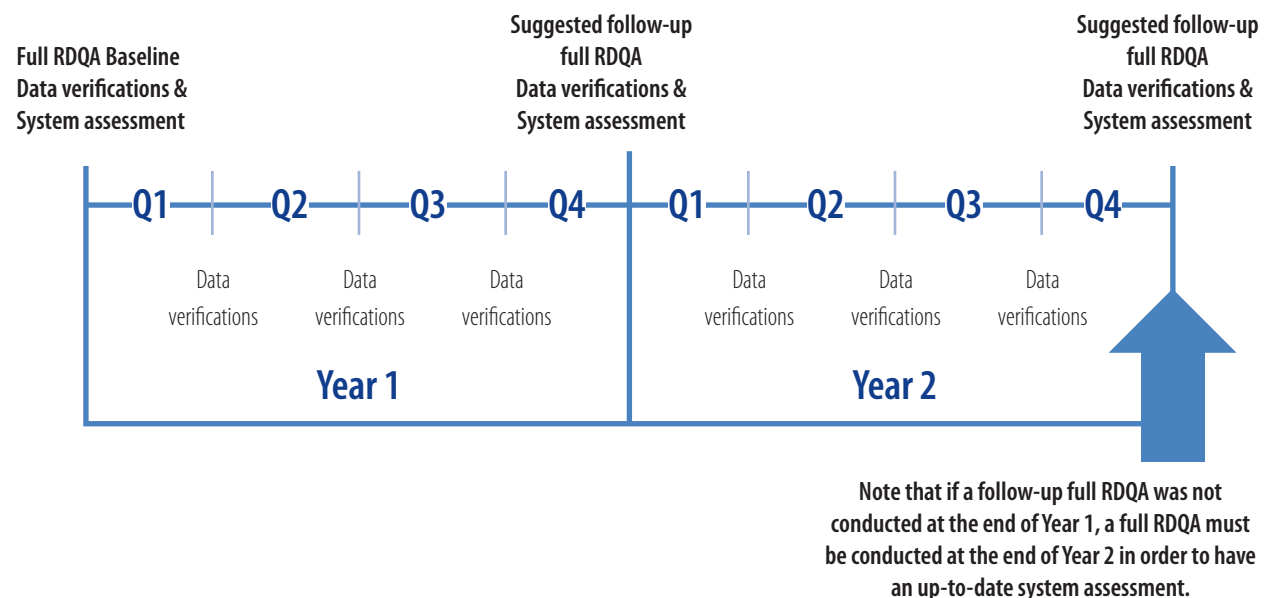 Full RDQA Baseline
Data verifications &
System assessment
Suggested follow-up
full RDQA
Data verifications &
System assessment
Suggested follow-up
full RDQA
Data verifications &
System assessment
Q1 Q2 Q3 Q4 Q1 Q2 Q3 Q4
Data
verifications
Data
verifications
Data
verifications
Data
verifications
Data
verifications
Data
verifications
Year 1
Year 2
Note that if a follow-up full RDQA was not
conducted at the end of Year 1, a full RDQA must
be conducted at the end of Year 2 in order to have
an up-to-date system assessment.